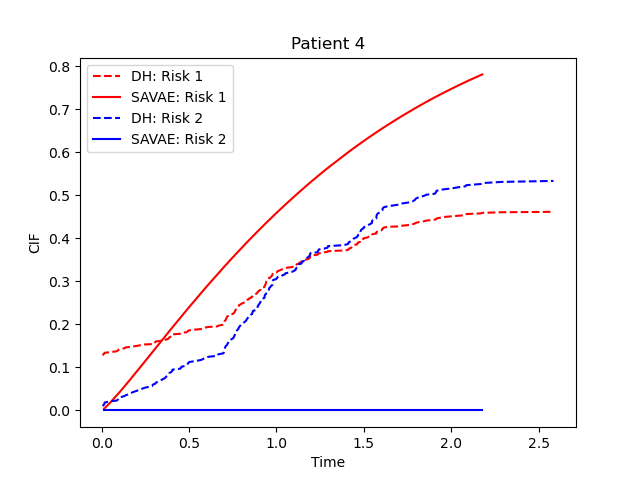 Patient 4
DH: Risk 1
SAVAE: Risk 1
DH: Risk 2
SAVAE: Risk 2
CIF
0.8
0.7
0.6
0.5
0.4
0.3
0.2
0.1
0.0
0.0 0.5 1.0 1.5 2.0 2.5
Time